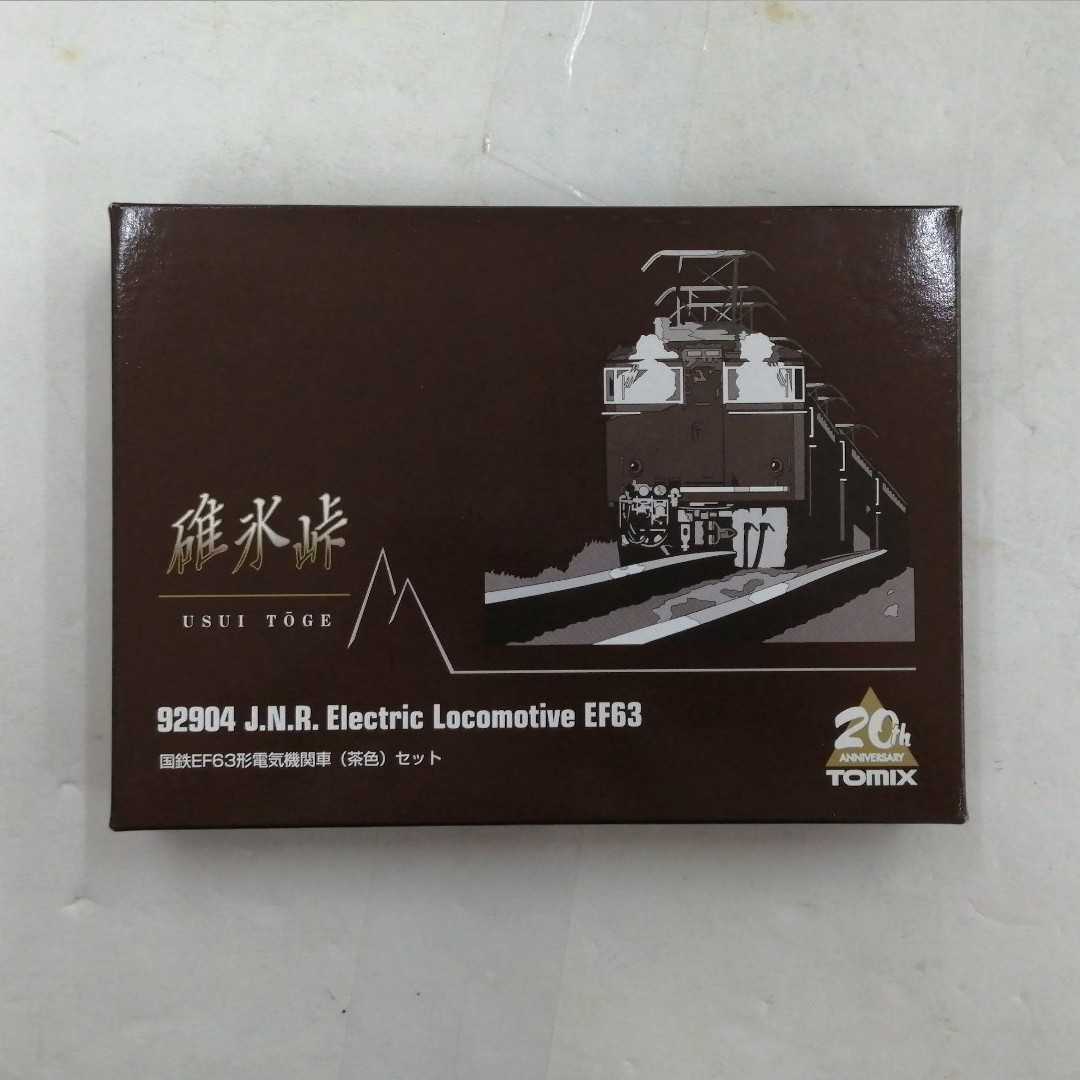 碓氷峠
USUI TŌGE
92904 J.N.R. Electric Locomotive EF63
国鉄EF63形電気機関車（茶色）セット
20th
ANNIVERSARY
TOMIX